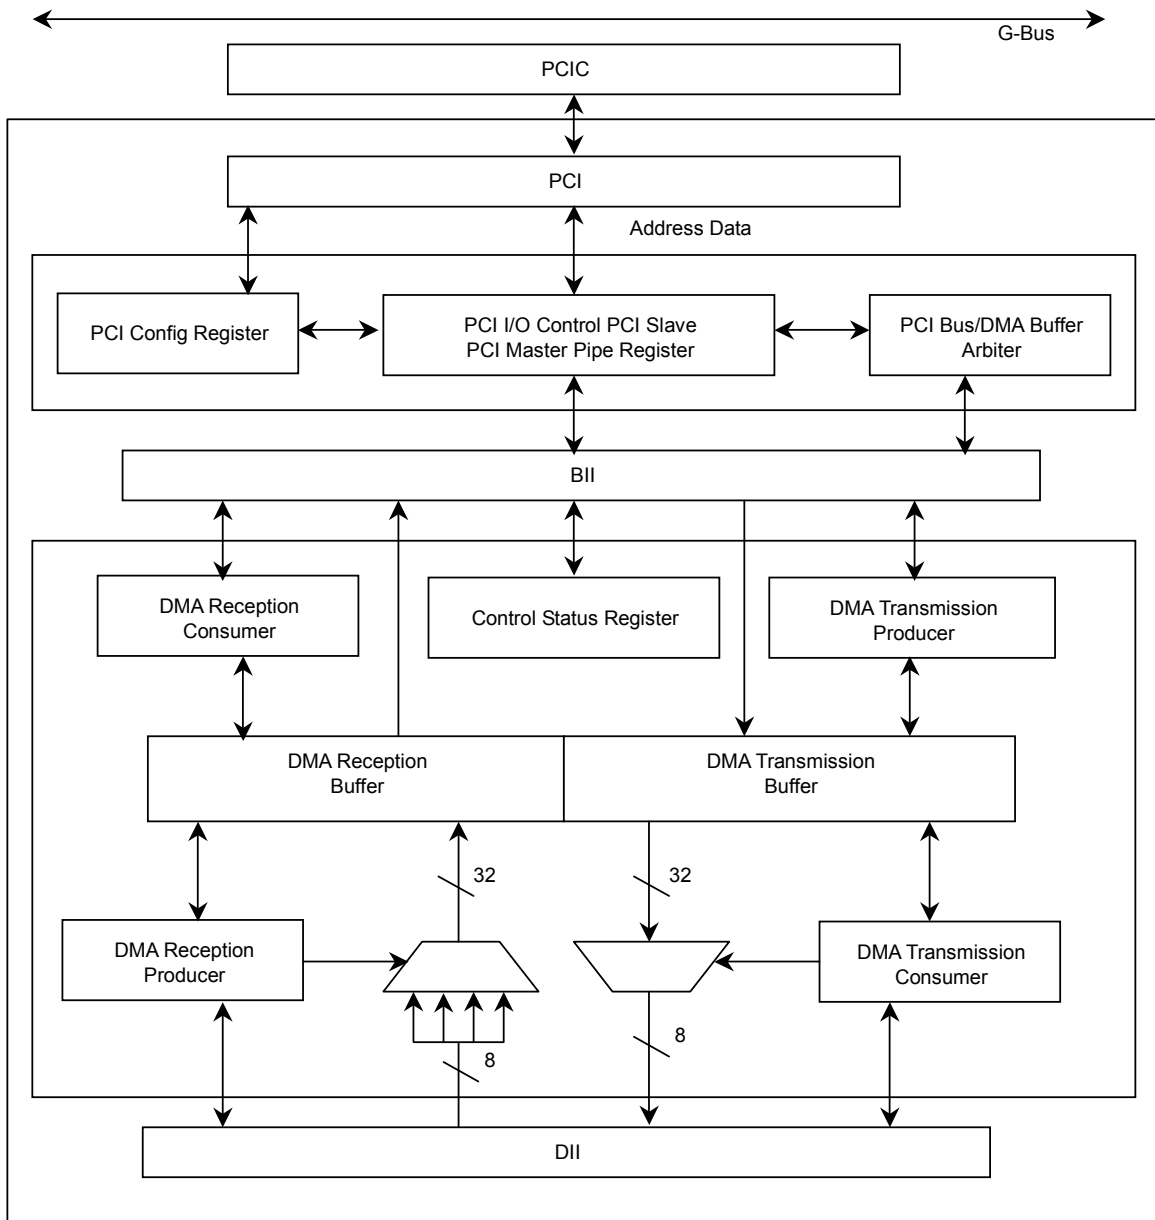 G-Bus
PCIC
PCI
Address Data
PCI Config Register
PCI I/O Control PCI Slave
PCI Master Pipe Register
PCI Bus/DMA Buffer
Arbiter
BII
DMA Reception
Consumer
Control Status Register
DMA Transmission
Producer
DMA Reception
Buffer
DMA Transmission
Buffer
32
32
DMA Reception
Producer
DMA Transmission
Consumer
8
8
DII